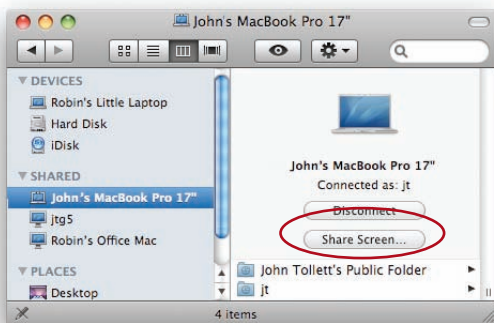 John's MacBook Pro 17"
DEVICES
Robin's Little Laptop
Hard Disk
iDisk
SHARED
John's MacBook Pro 17"
jtg5
Robin's Office Mac
PLACES
Desktop
John's MacBook Pro 17"
Connected as: jt
Disconnect
Share Screen...
John Tollett's Public Folder
jt
4 items